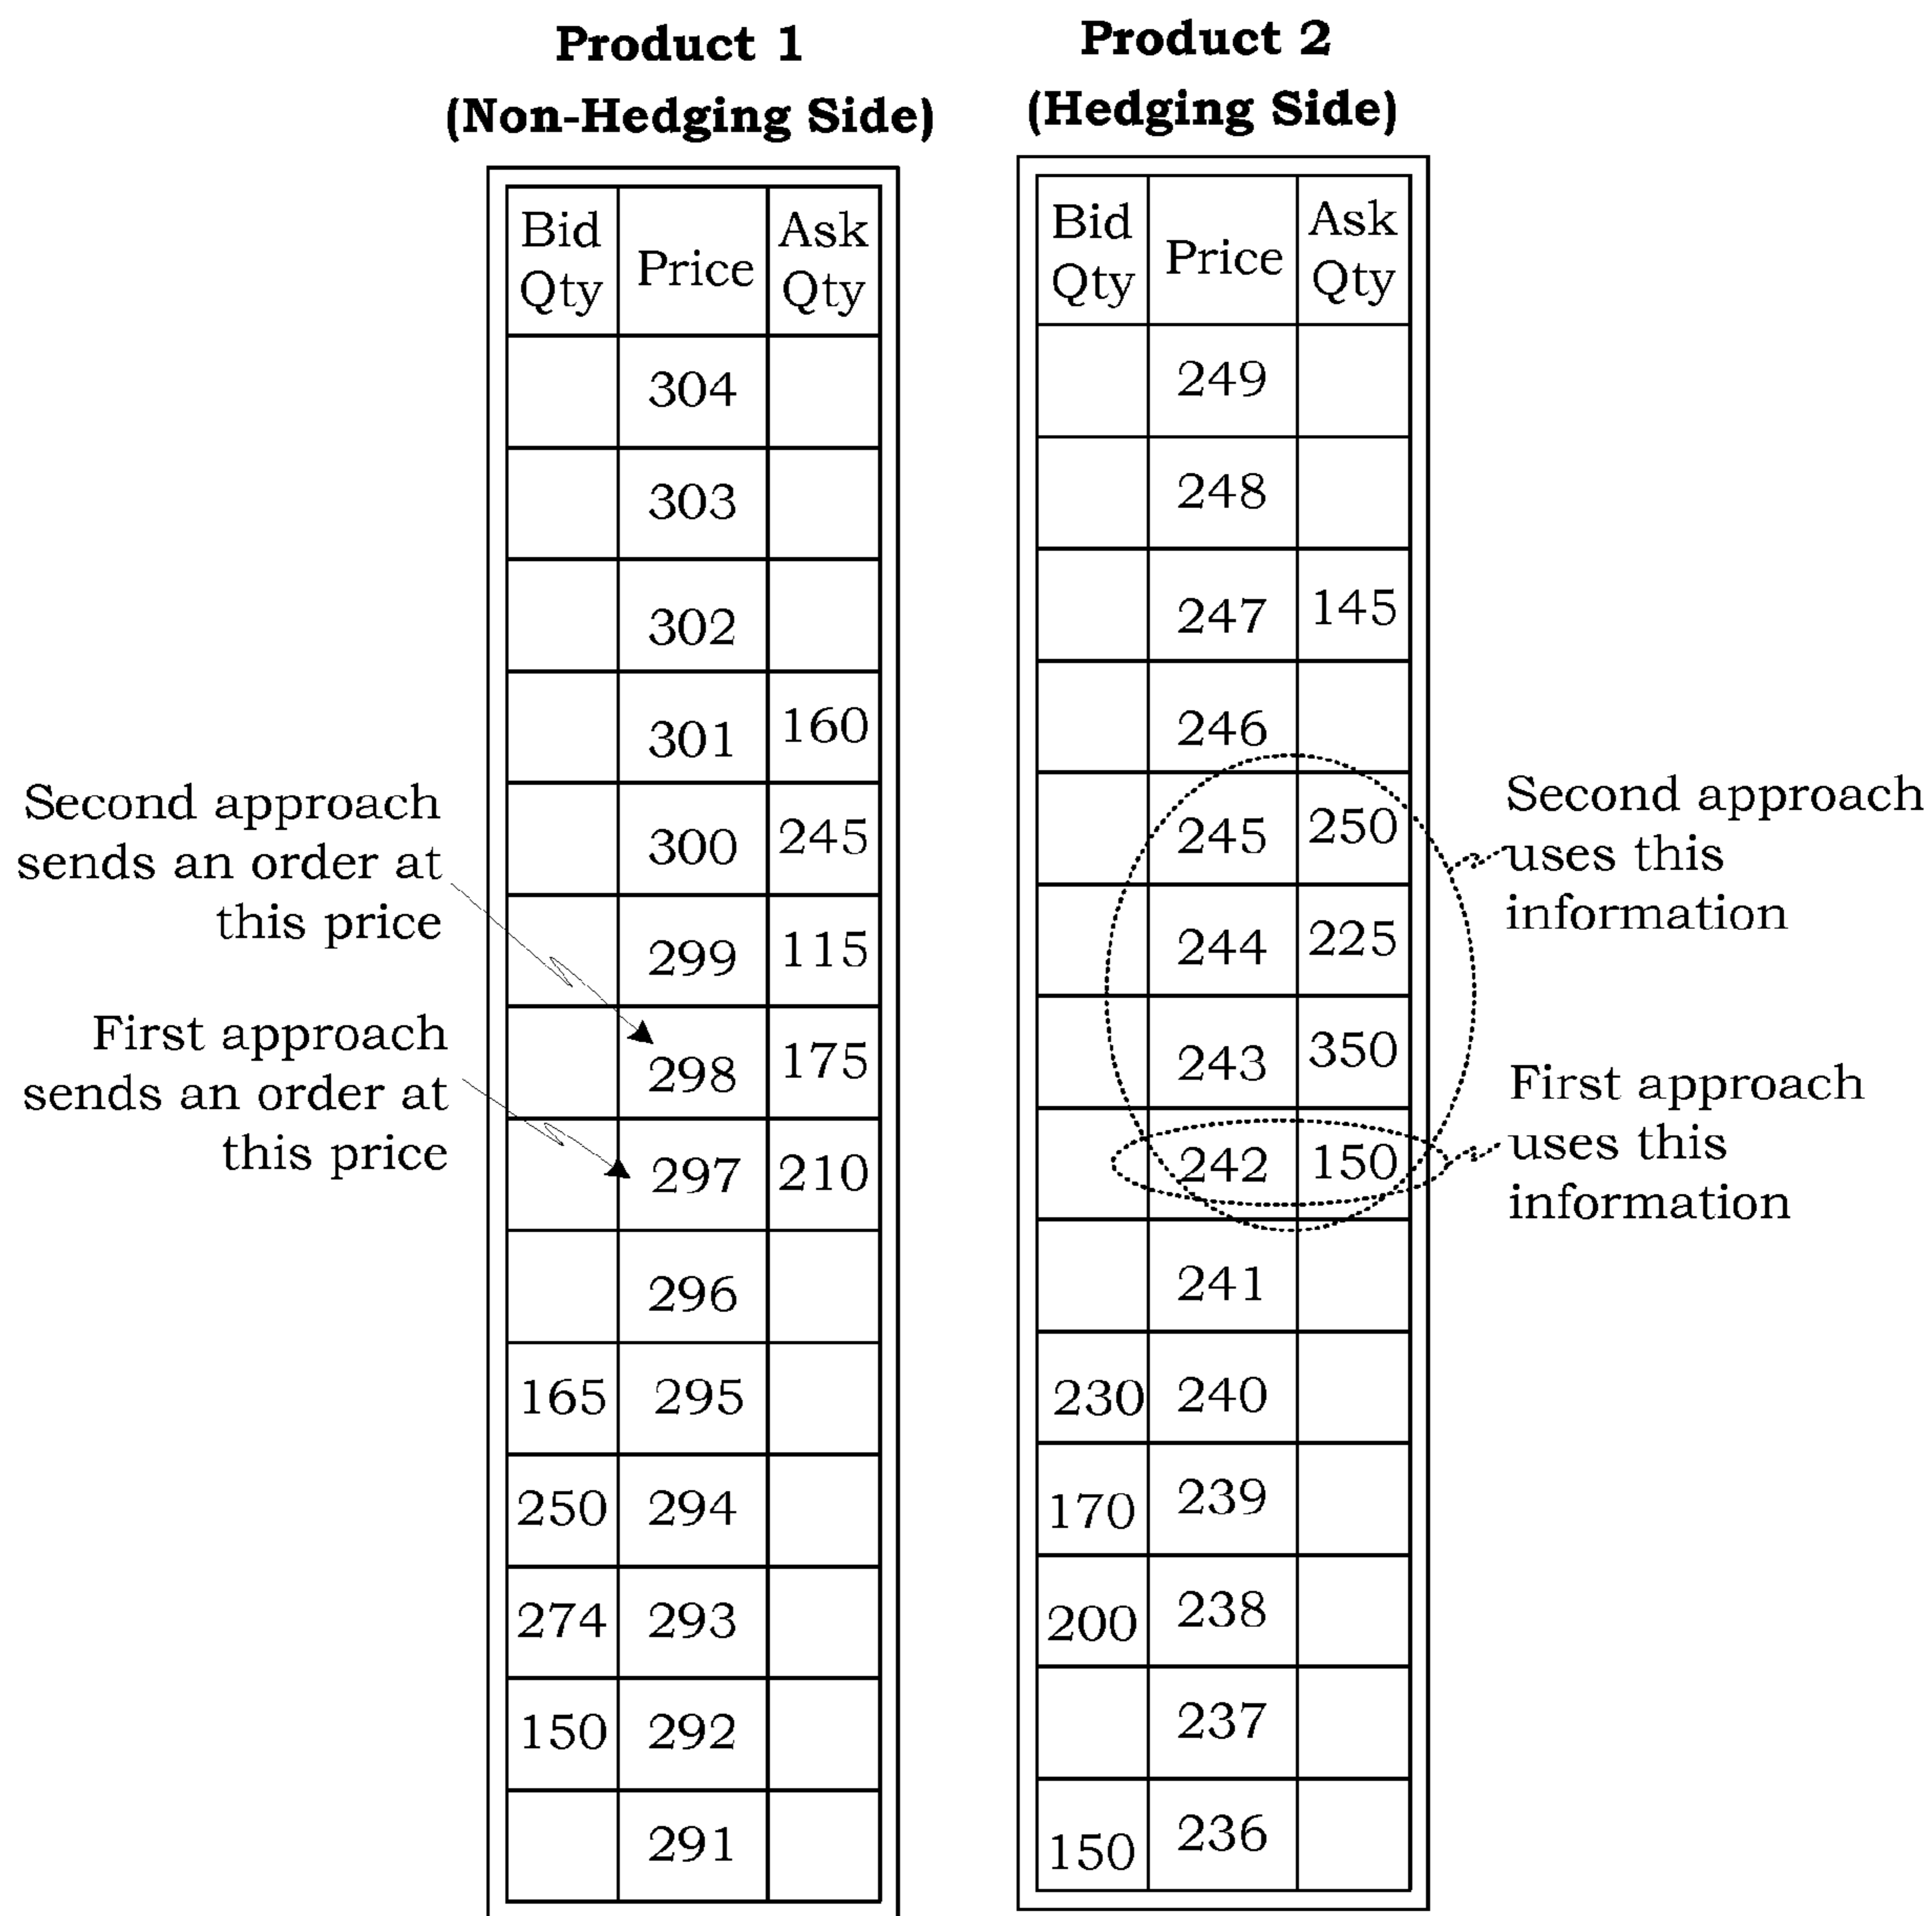 Product 1
(Non-Hedging Side)
Bid Qty Price Ask Qty
304
303
302
301 160
300 245
299 115
298 175
297 210
296
165 295
250 294
274 293
150 292
291
Second approach
sends an order at
this price
First approach
sends an order at
this price
Product 2
(Hedging Side)
Bid Qty Price Ask Qty
249
248
247 145
246
245 250
244 225
243 350
242 150
241
230 240
170 239
200 238
237
150 236
Second approach
uses this
information
First approach
uses this
information